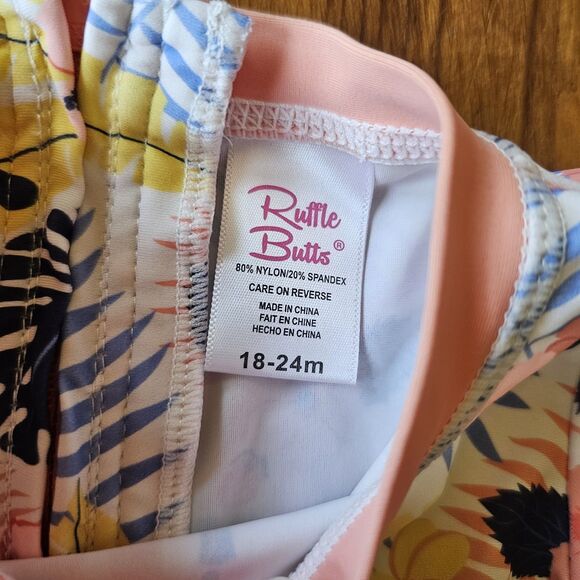 Ruffle
Butts®
80% NYLON/20% SPANDEX
CARE ON REVERSE
MADE IN CHINA
FAIT EN CHINE
HECHO EN CHINA
18-24m